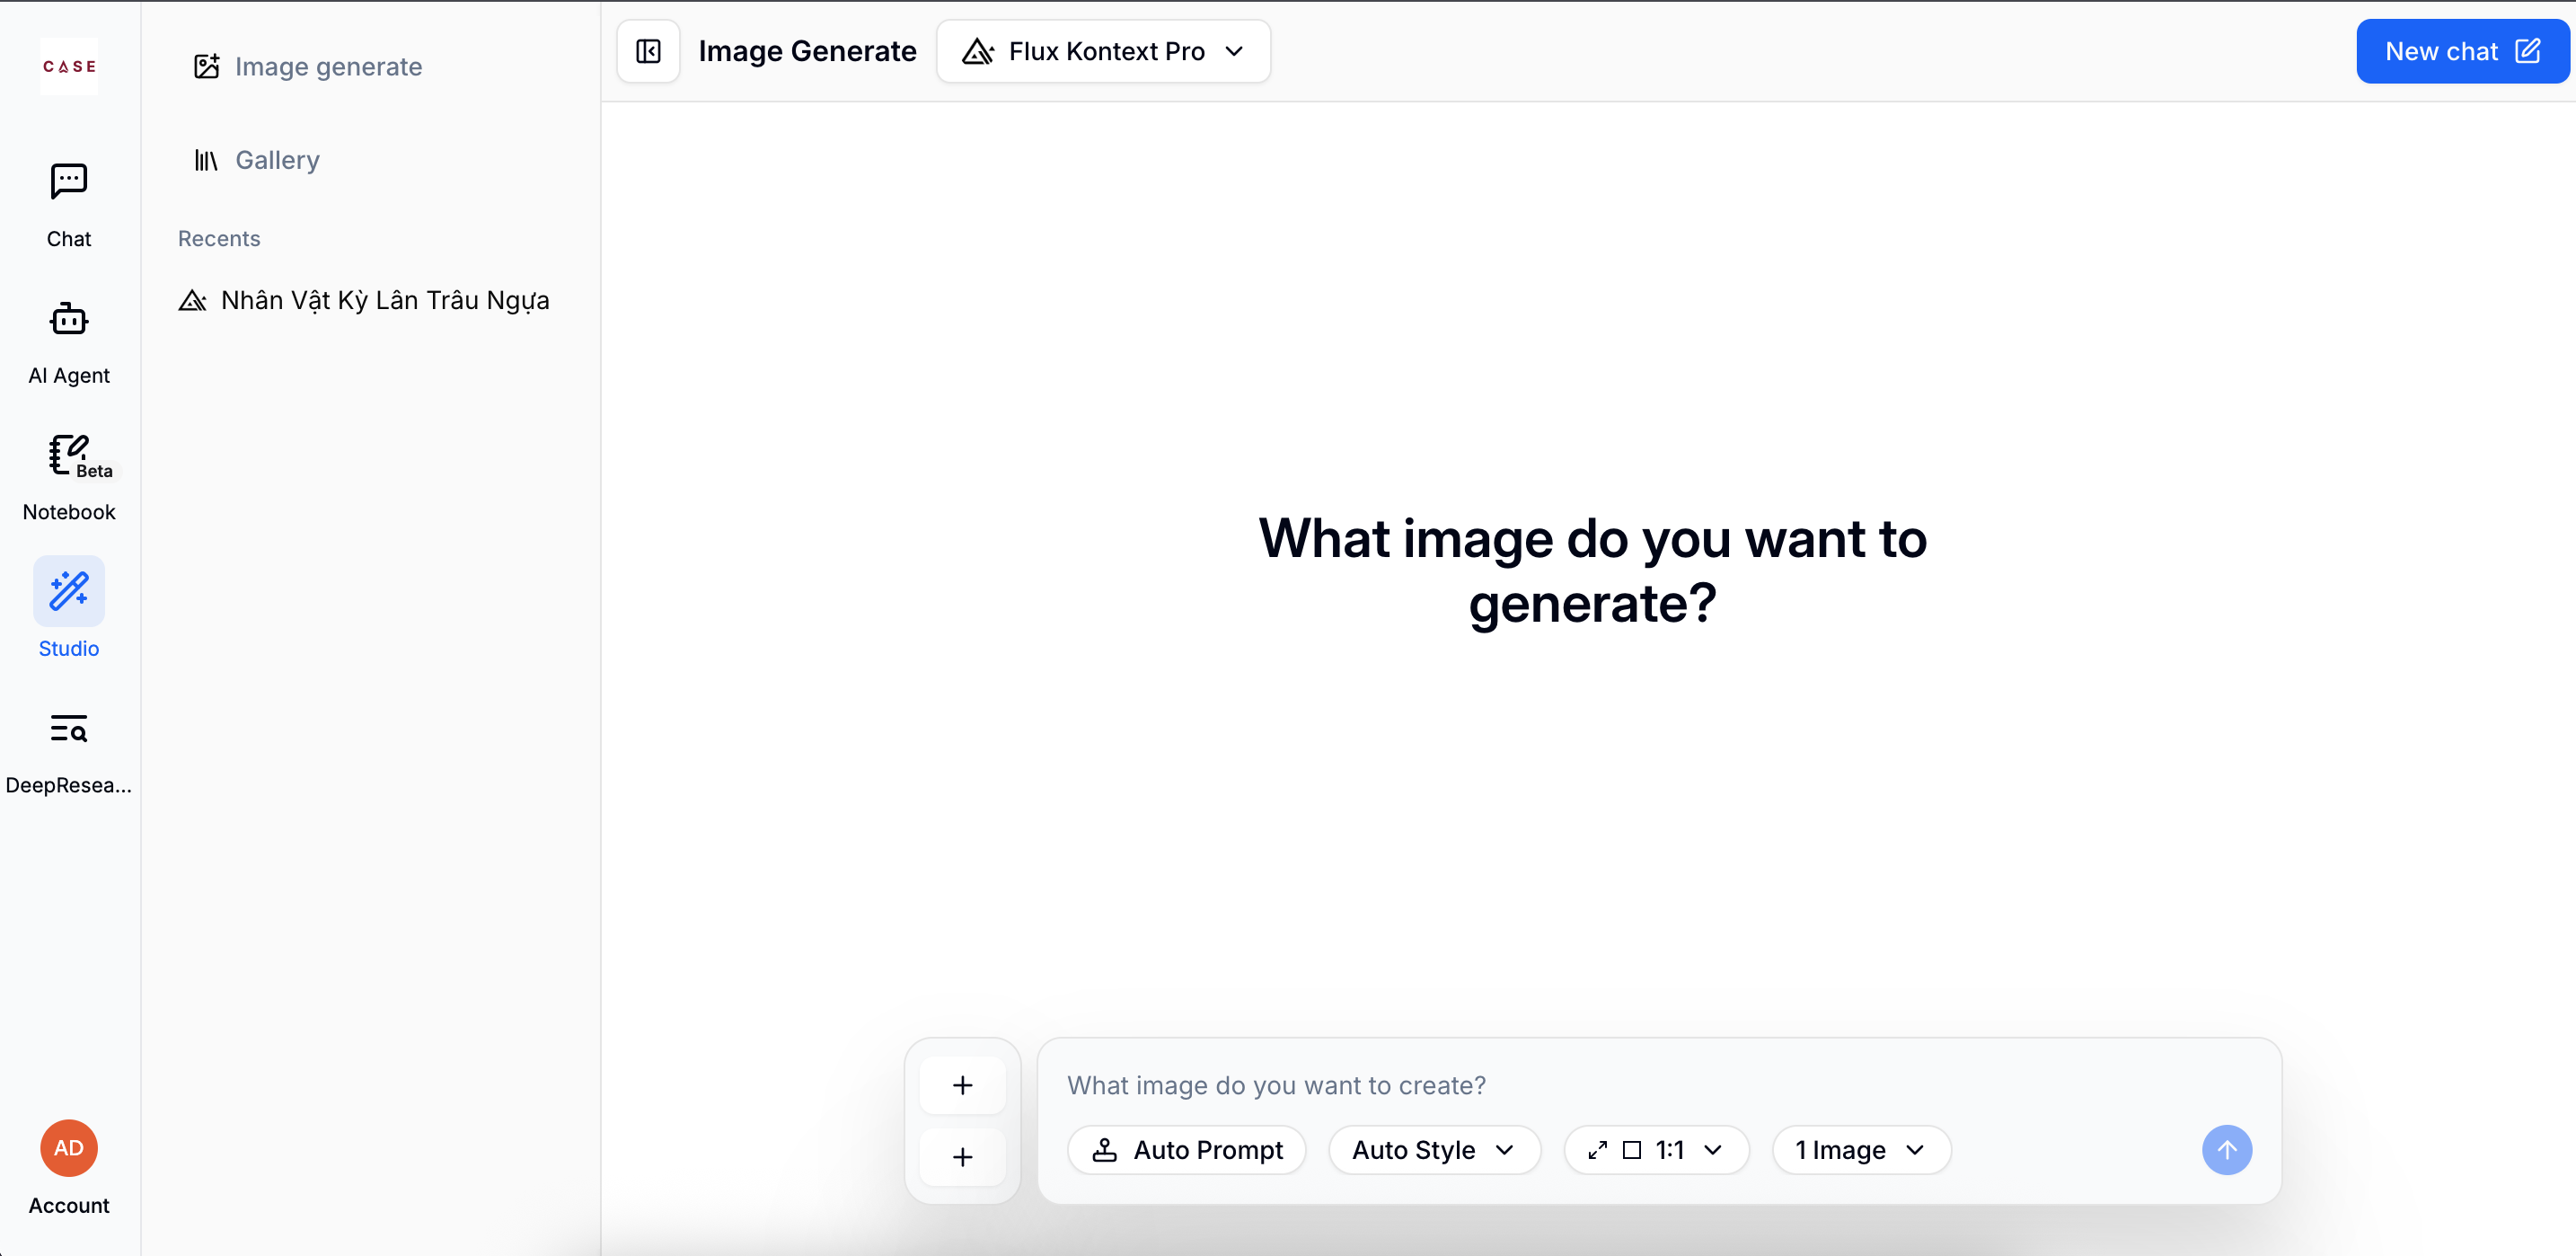 CASE
Chat
AI Agent
Beta
Notebook
Studio
DeepResea...
AD
Account
Image generate
Gallery
Recents
Nhân Vật Kỳ Lân Trâu Ngựa
Image Generate
Flux Kontext Pro
New chat
What image do you want to
generate?
What image do you want to create?
Auto Prompt
Auto Style
1:1
1 Image